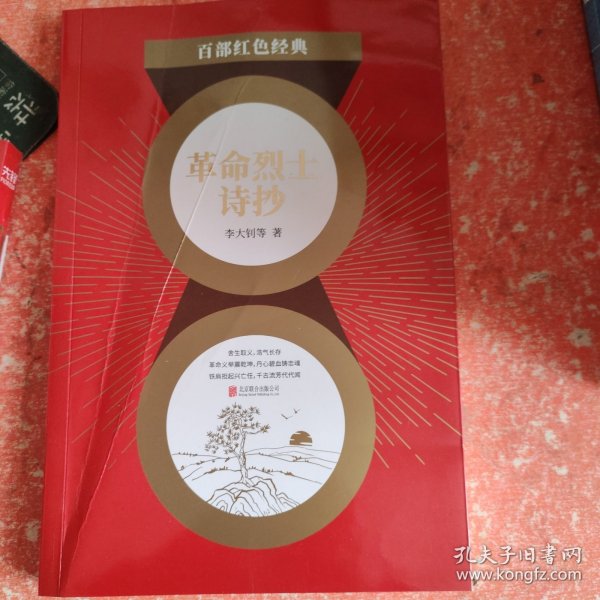 百部红色经典
革命烈士
诗抄
李大钊等 著
舍生取义，浩气长存
革命义举震乾坤，丹心碧血铸忠魂
铁肩担起兴亡任，千古流芳代代闻
北京联合出版公司
孔夫子旧书网
www.kongfz.com